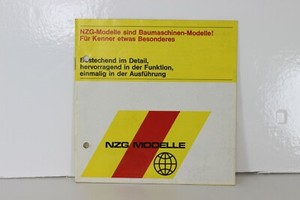 NZG-Modelle sind Baumaschinen-Modelle!
Für Kenner etwas Besonderes
Bestechend im Detail,
hervorragend in der Funktion,
einmalig in der Ausführung
NZG MODELLE